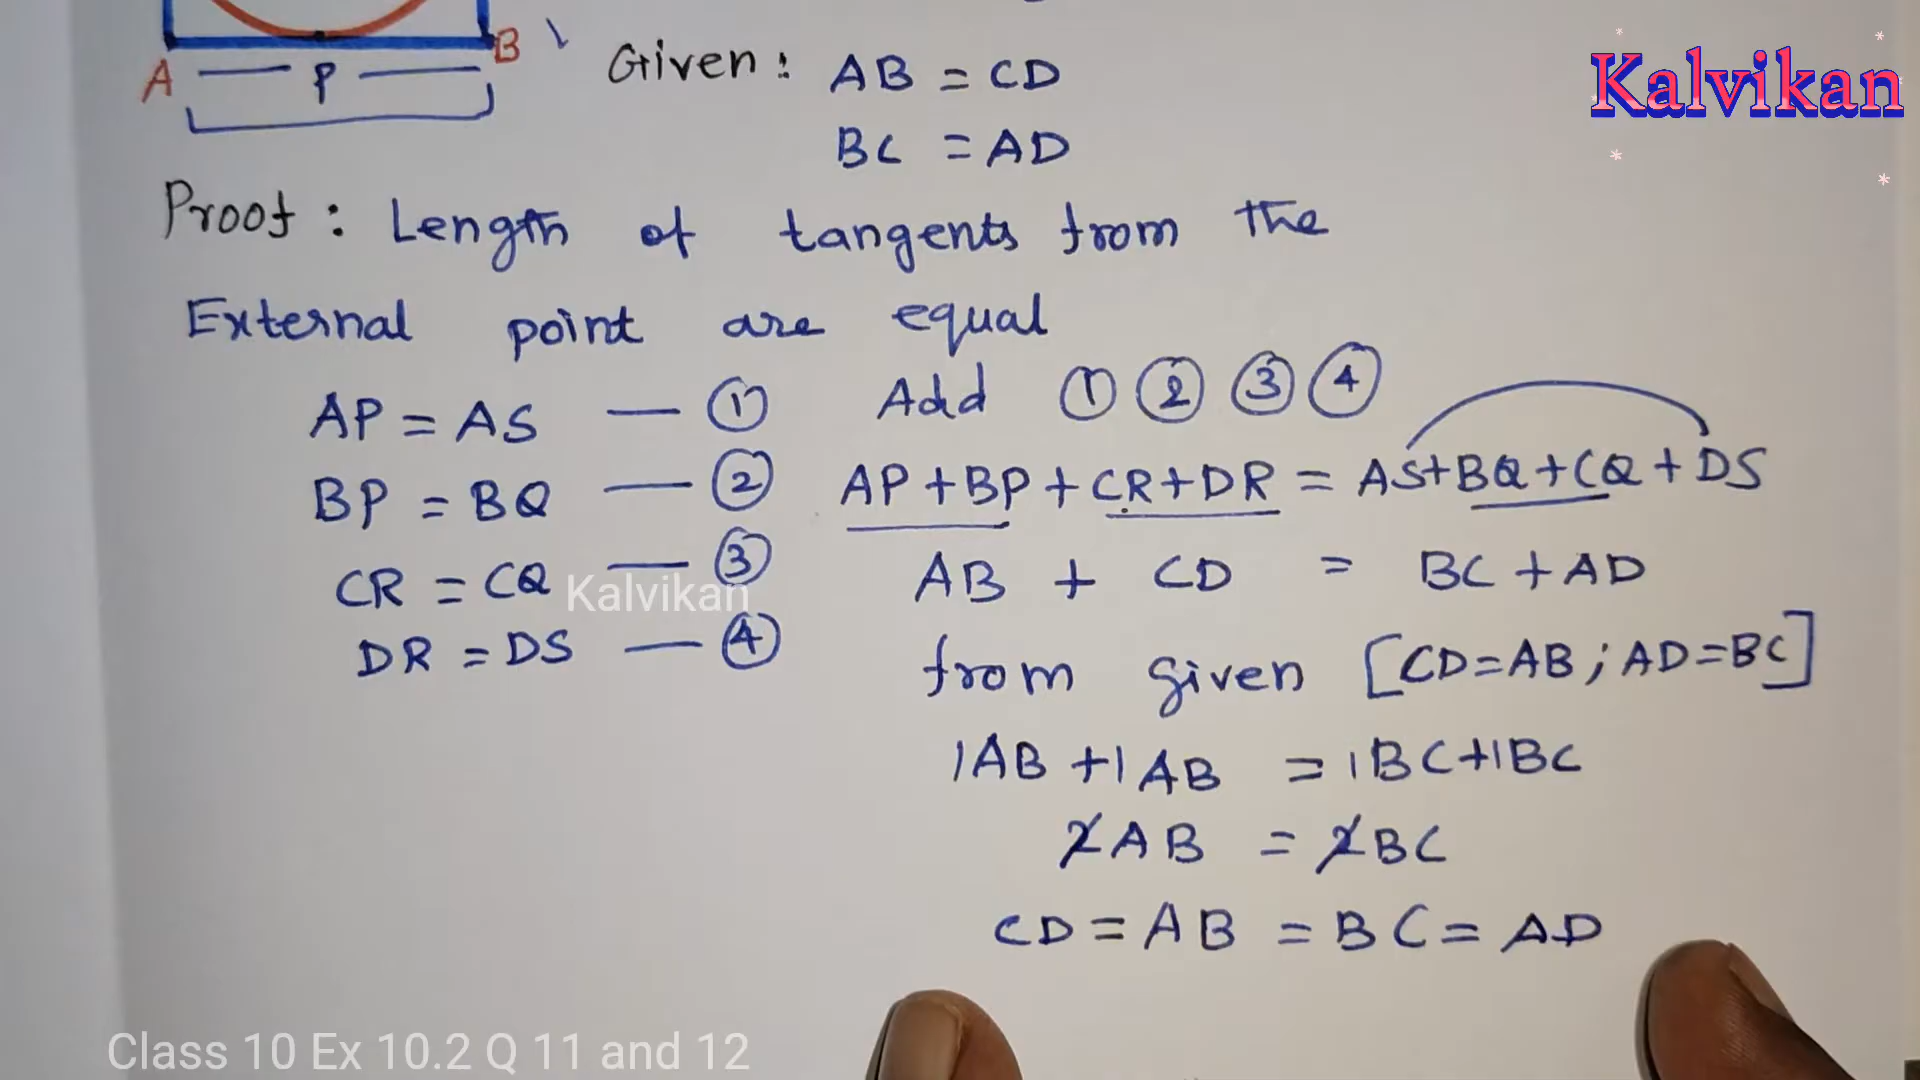 Kalvikan
A — P — B
Given : AB = CD
BC = AD
Proof : Length of tangents from the
External point are equal
AP = AS — ①
BP = BQ — ②
CR = CQ — ③
DR = DS — ④
Kalvikan
Add ① ② ③ ④
AP + BP + CR + DR = AS + BQ + CQ + DS
AB + CD = BC + AD
from given [CD = AB ; AD = BC]
1AB + 1AB = 1BC + 1BC
2AB = 2BC
CD = AB = BC = AD
Class 10 Ex 10.2 Q 11 and 12